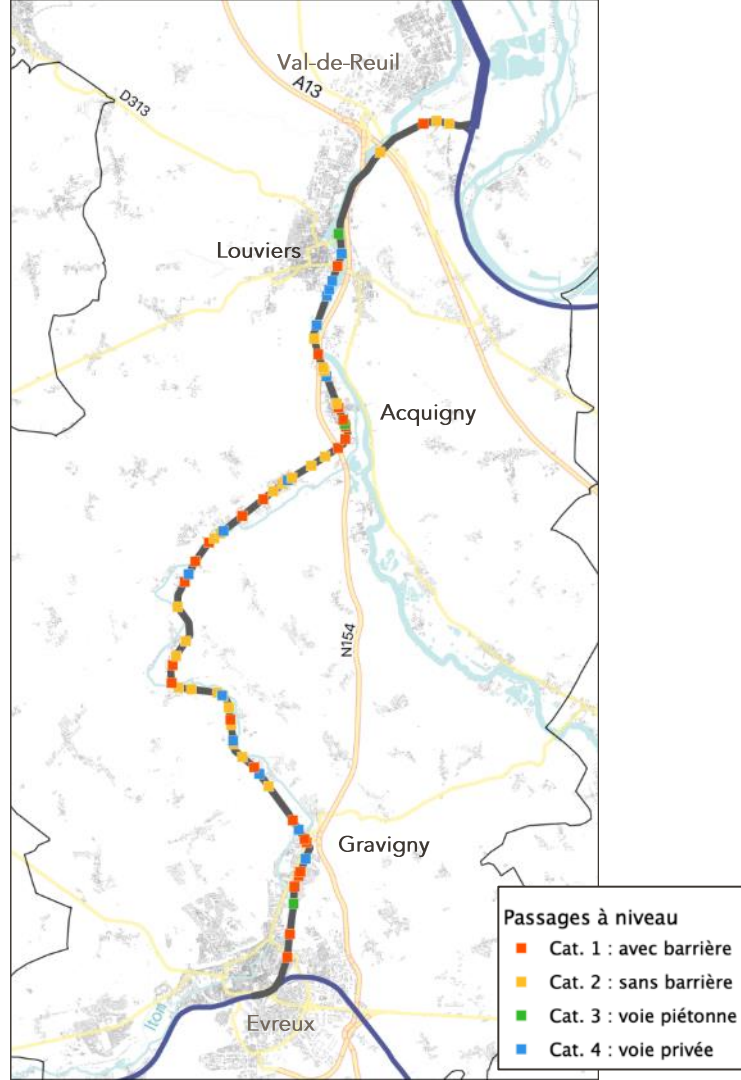 Val-de-Reuil
A13
D313
Louviers
Acquigny
N154
Gravigny
Iton
Evreux
Passages à niveau
Cat. 1 : avec barrière
Cat. 2 : sans barrière
Cat. 3 : voie piétonne
Cat. 4 : voie privée